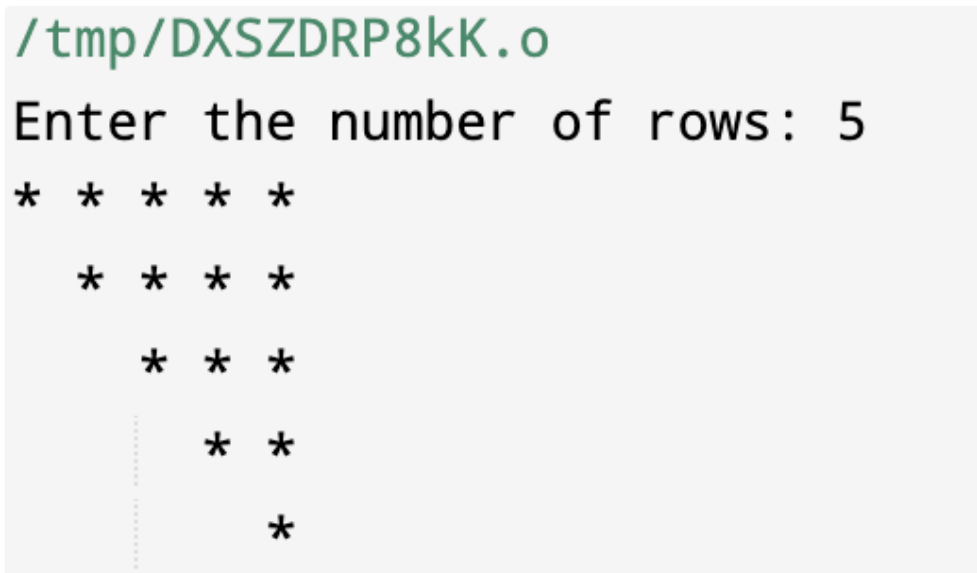 /tmp/DXSZDRP8kK.o
Enter the number of rows: 5
* * * * *
  * * * *
    * * *
      * *
        *